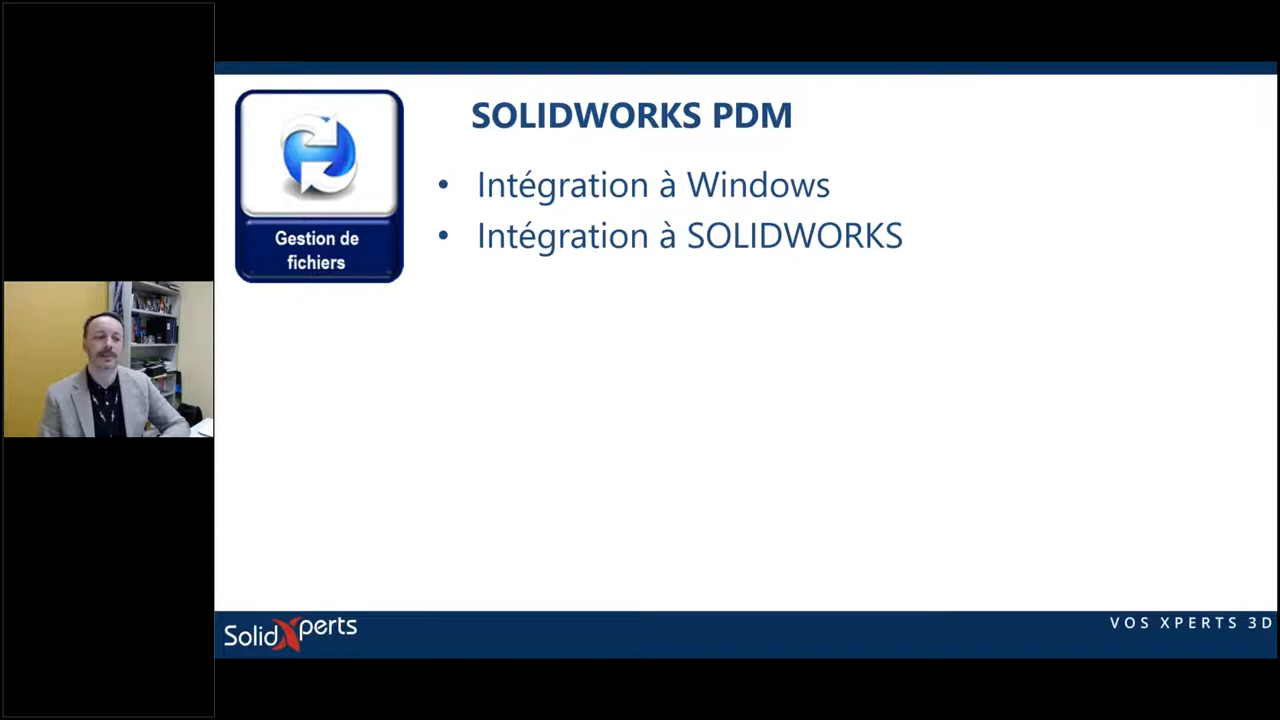 SOLIDWORKS PDM
• Intégration à Windows
• Intégration à SOLIDWORKS
Gestion de
fichiers
SolidXperts
VOS XPERTS 3D